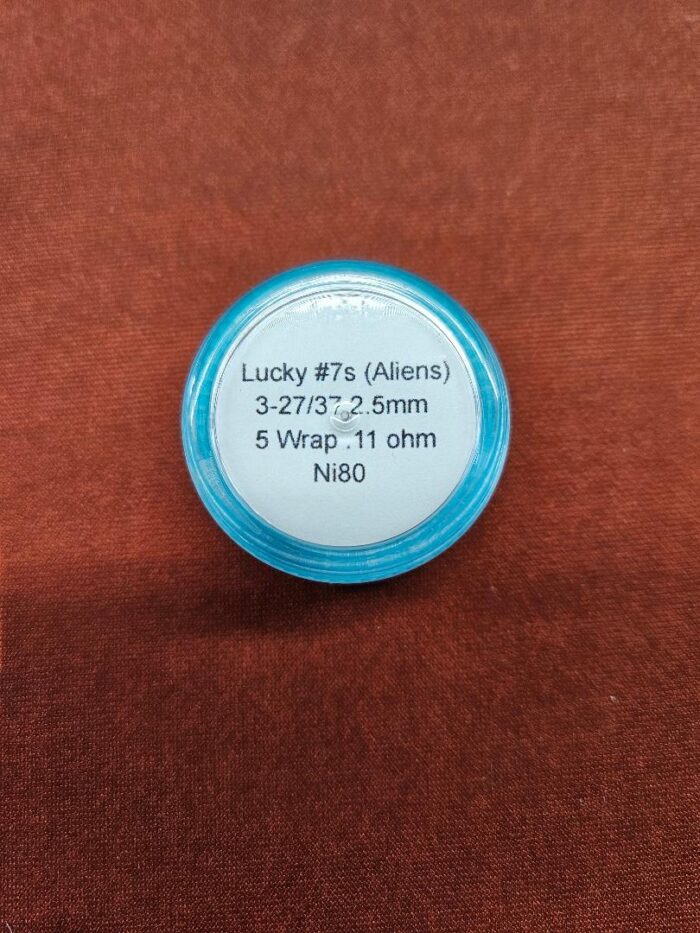 Lucky #7s (Aliens)
3-27/37 2.5mm
5 Wrap .11 ohm
Ni80